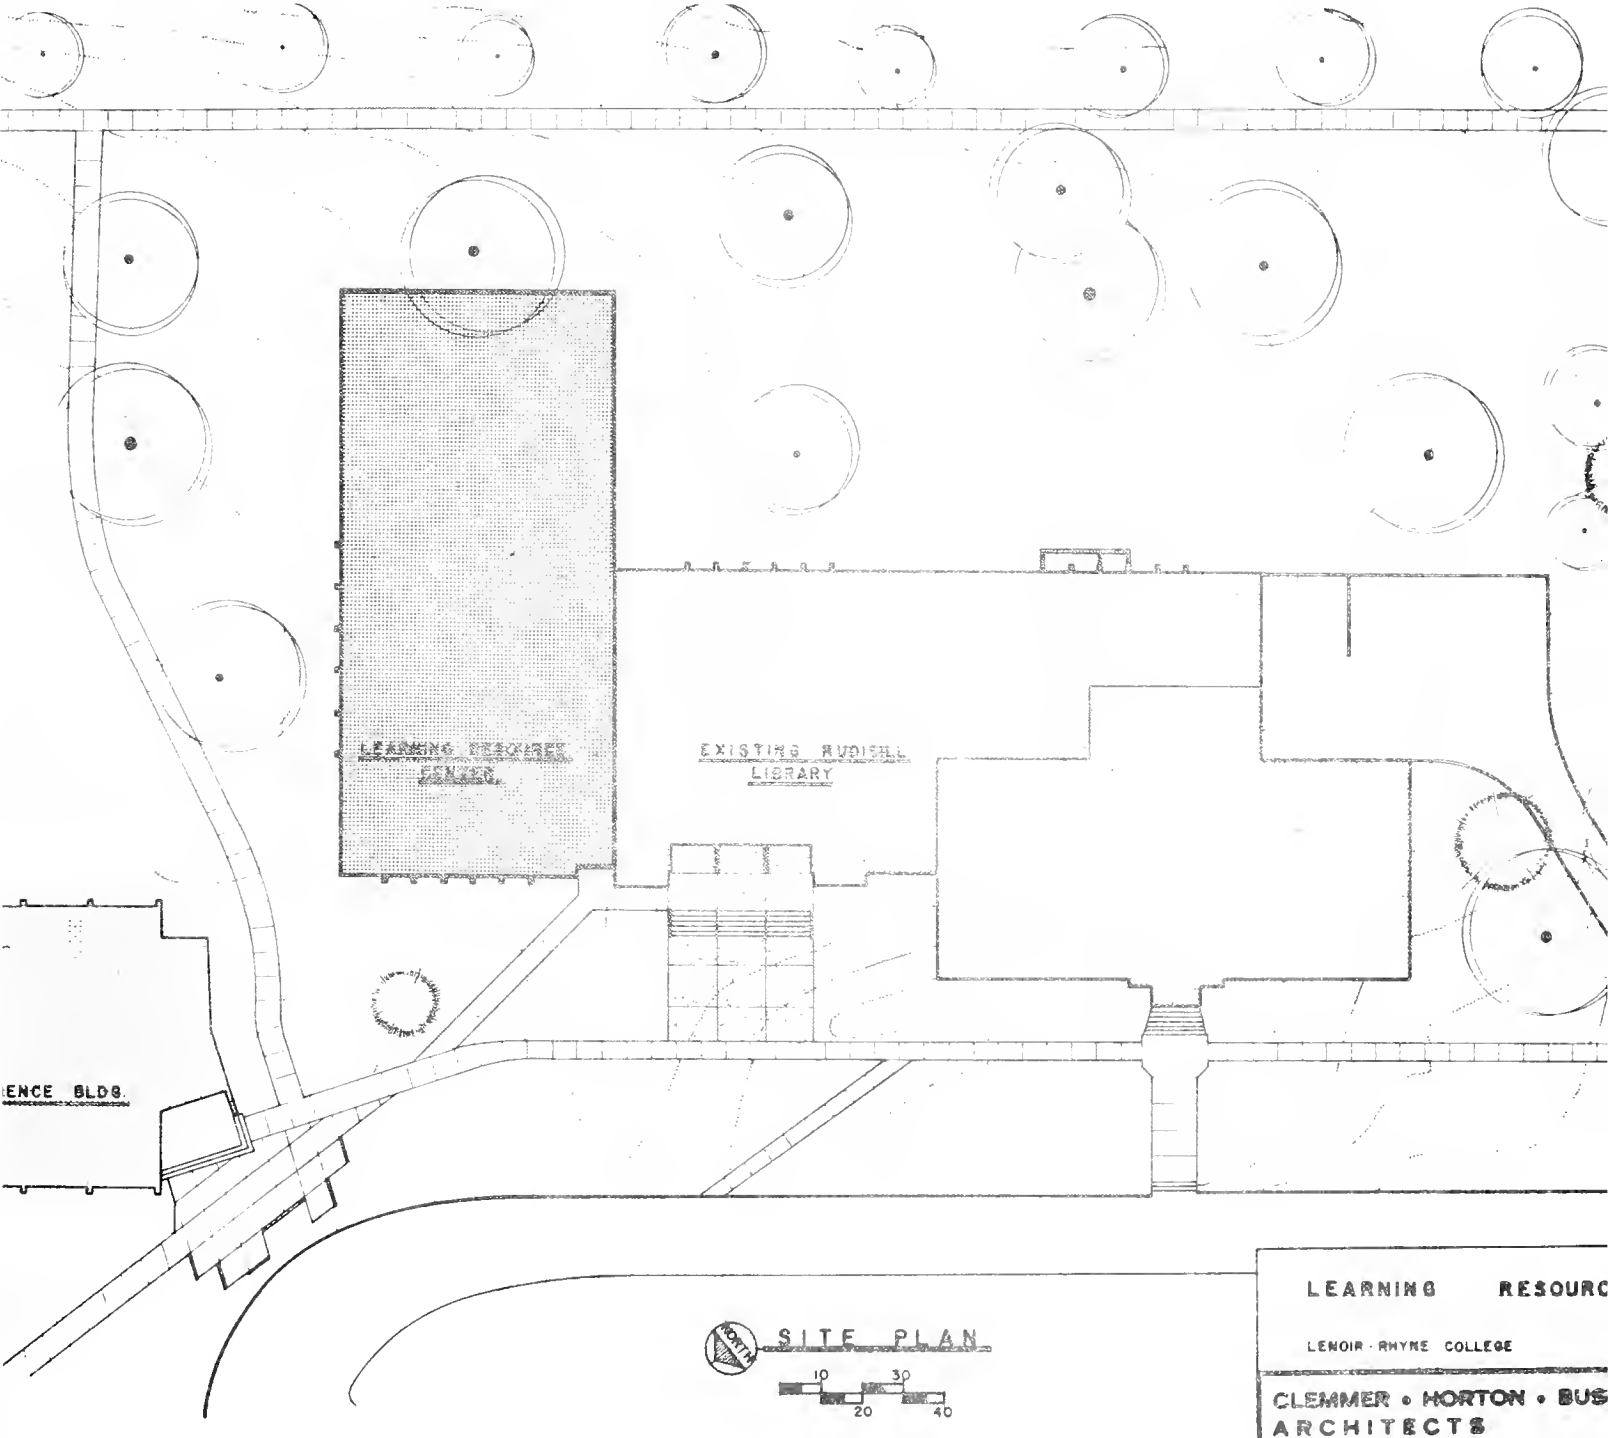 LEARNING RESOURCES
CENTER
EXISTING RUDISILL
LIBRARY
ENCE BLDG.
NORTH
SITE PLAN
10 30
20 40
LEARNING RESOURC
LENOIR-RHYNE COLLEGE
CLEMMER • HORTON • BUS
ARCHITECTS